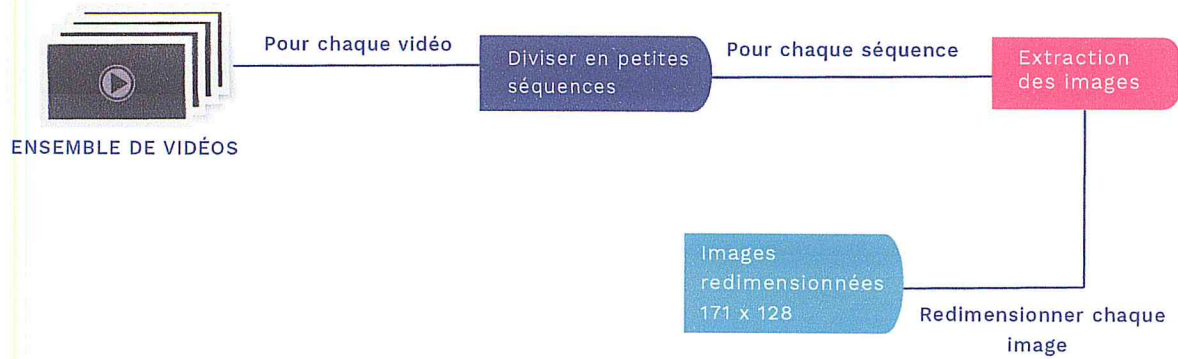 Pour chaque vidéo
Diviser en petites
séquences
Pour chaque séquence
Extraction
des images
ENSEMBLE DE VIDÉOS
Images
redimensionnées
171 x 128
Redimensionner chaque
image